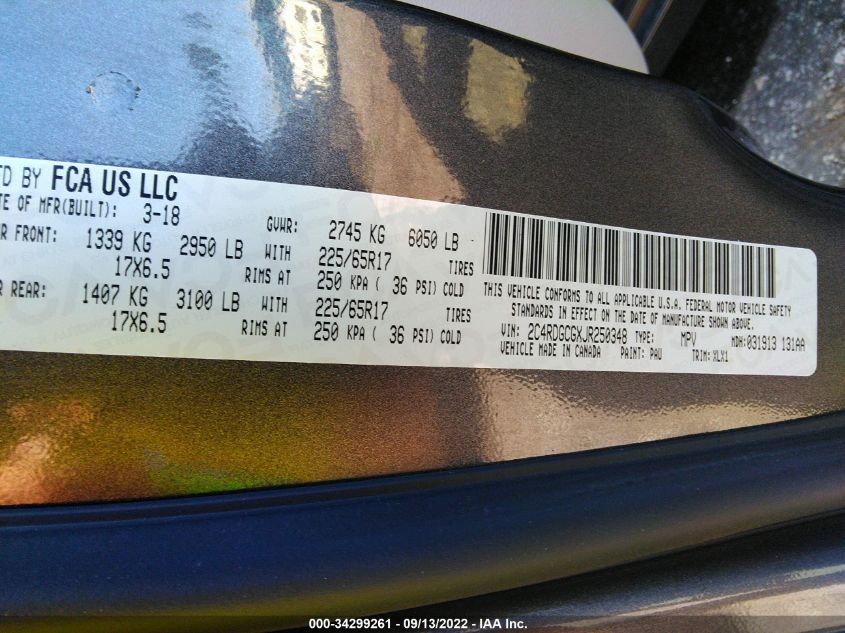 TD BY FCA US LLC
TE OF MFR(BUILT): 3-18 GVWR: 2745 KG 6050 LB
R FRONT: 1339 KG 2950 LB WITH 225/65R17 TIRES
17X6.5 RIMS AT 250 KPA ( 36 PSI) COLD
R REAR: 1407 KG 3100 LB WITH 225/65R17 TIRES
17X6.5 RIMS AT 250 KPA ( 36 PSI) COLD
THIS VEHICLE CONFORMS TO ALL APPLICABLE U.S.A. FEDERAL MOTOR VEHICLE SAFETY
STANDARDS IN EFFECT ON THE DATE OF MANUFACTURE SHOWN ABOVE.
VIN: 2C4RDGCGXJR250348 TYPE: MPV MDH:031913 131AA
VEHICLE MADE IN CANADA PAINT: PAU TRIM: XLX1
000-34299261 - 09/13/2022 - IAA Inc.